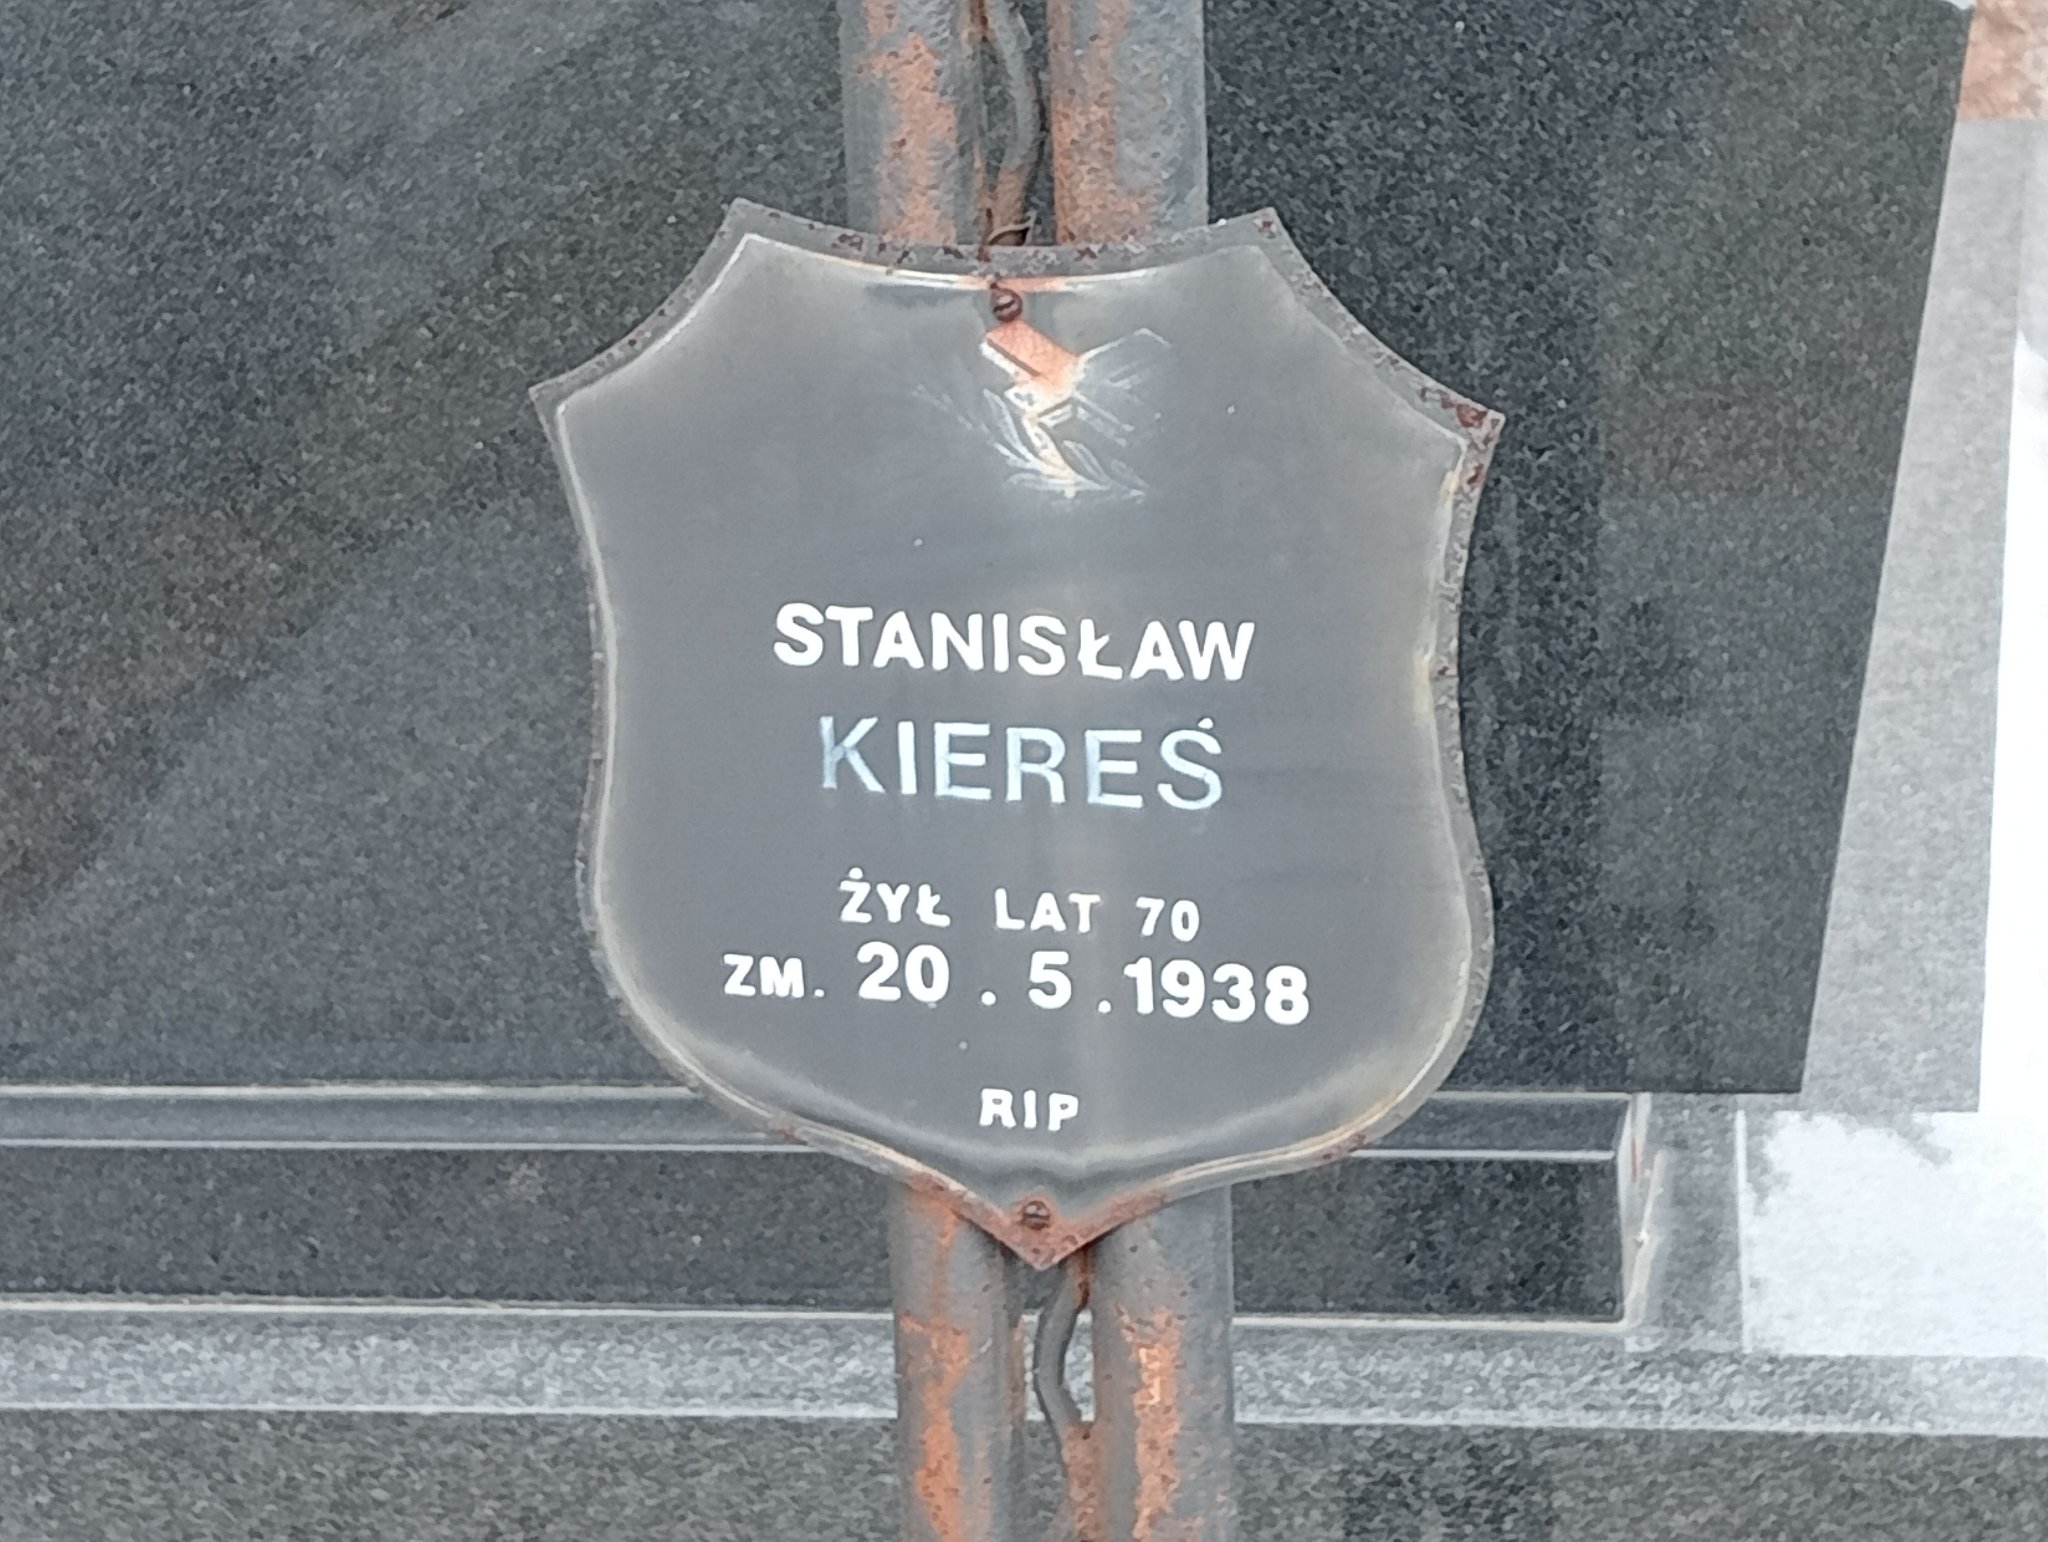 STANISŁAW
KIEREŚ
ŻYŁ LAT 70
ZM. 20.5.1938
RIP